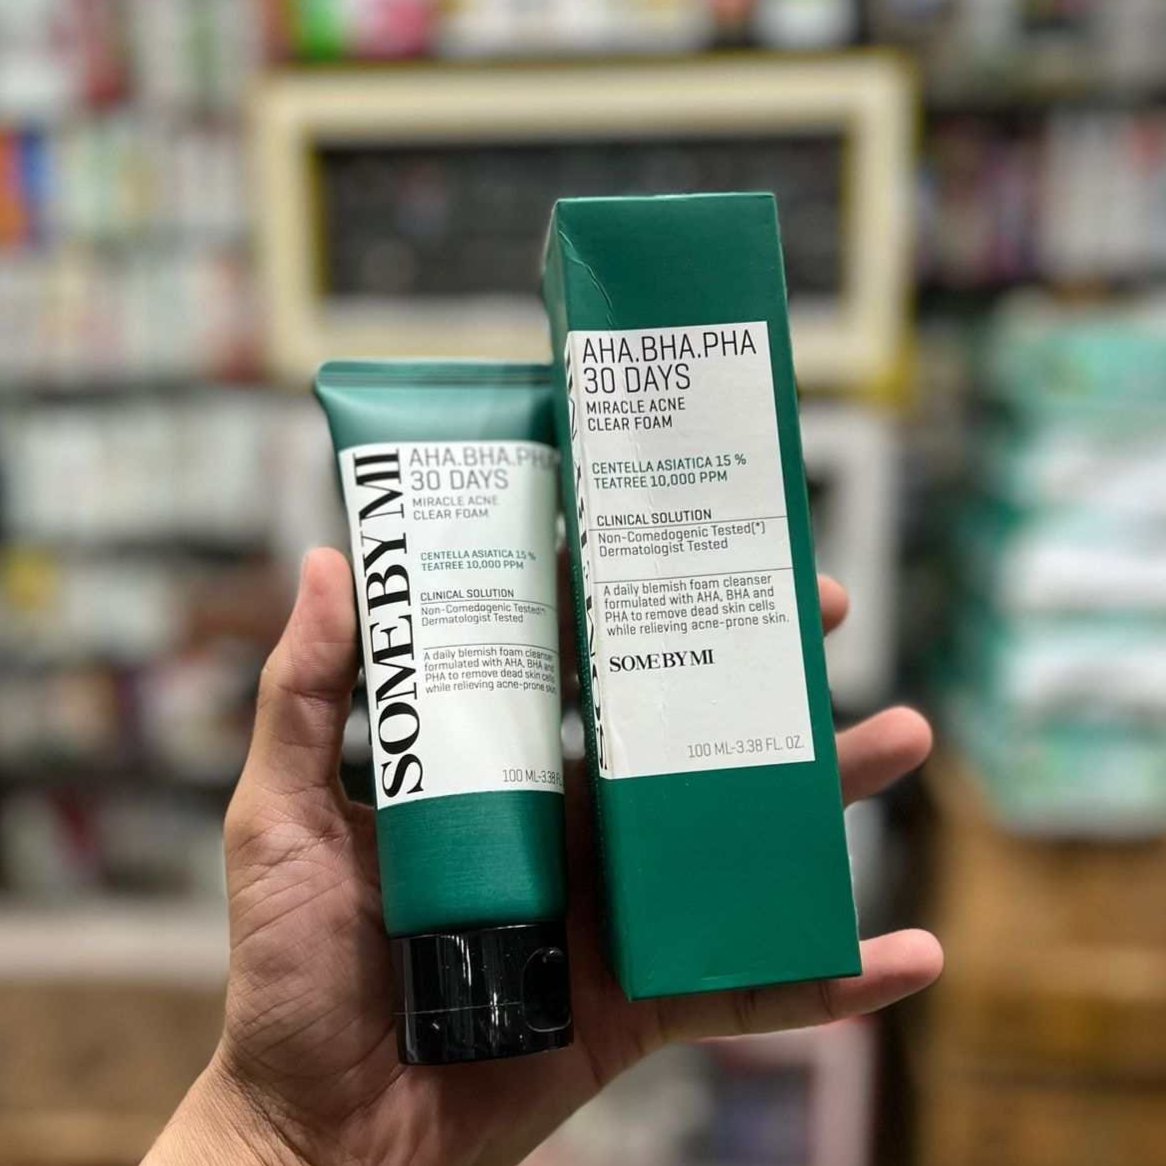 SOMEBYMI
AHA.BHA.PHA
30 DAYS
MIRACLE ACNE
CLEAR FOAM
CENTELLA ASIATICA 15 %
TEATREE 10,000 PPM
CLINICAL SOLUTION
Non-Comedogenic Tested(*)
Dermatologist Tested
A daily blemish foam cleanser
formulated with AHA, BHA and
PHA to remove dead skin cells
while relieving acne-prone skin.
100 ML-3.38 FL.
AHA.BHA.PHA
30 DAYS
MIRACLE ACNE
CLEAR FOAM
CENTELLA ASIATICA 15 %
TEATREE 10,000 PPM
CLINICAL SOLUTION
Non-Comedogenic Tested(*)
Dermatologist Tested
A daily blemish foam cleanser
formulated with AHA, BHA and
PHA to remove dead skin cells
while relieving acne-prone skin.
SOMEBYMI
100 ML-3.38 FL. OZ.